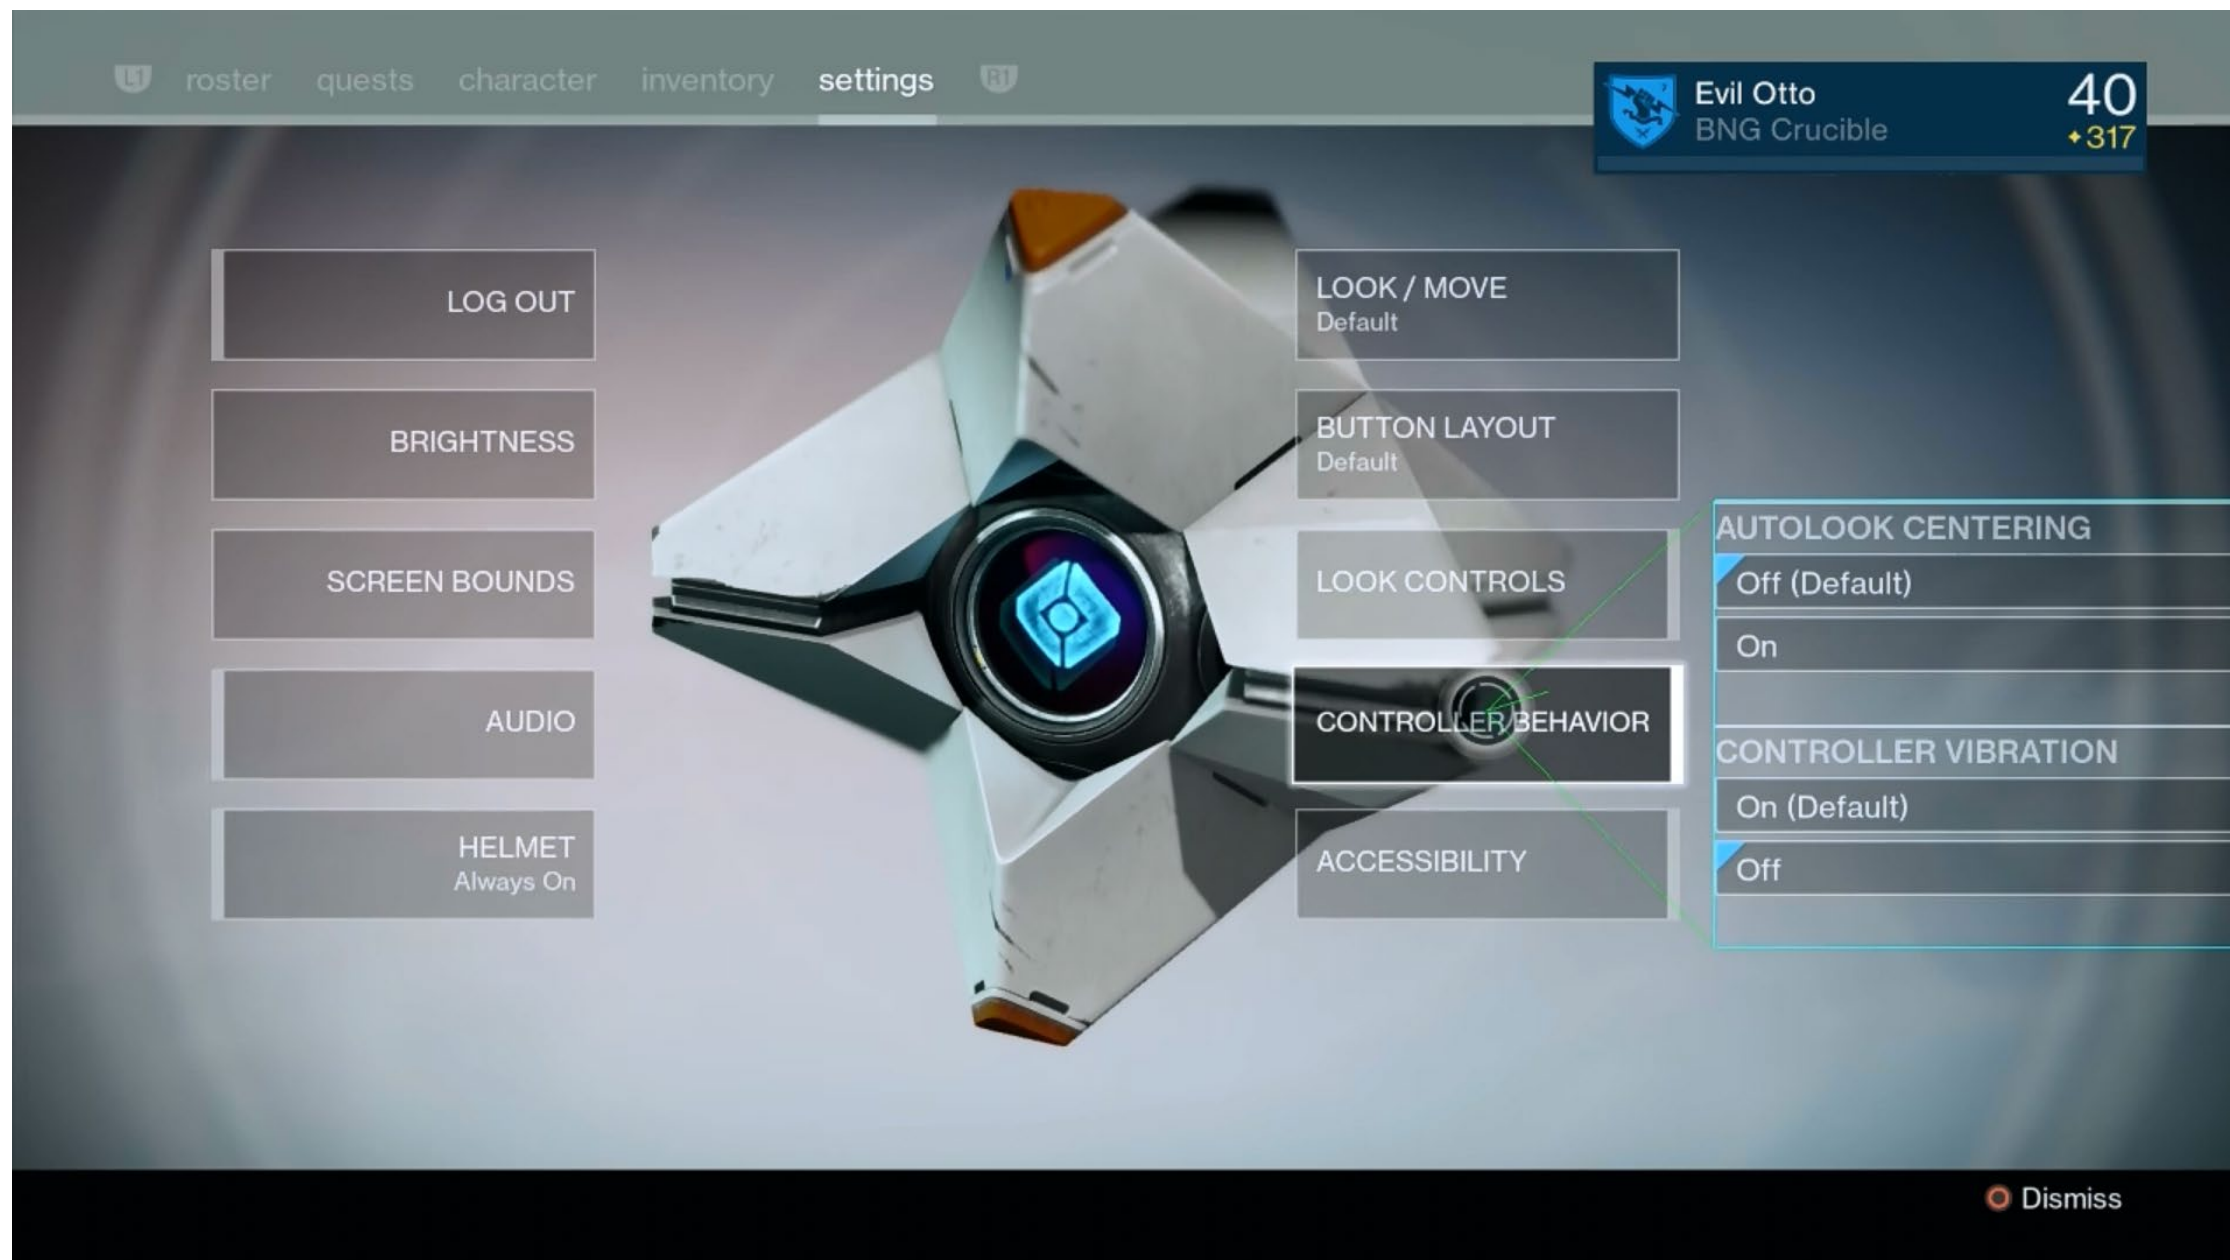 L1 roster quests character inventory settings R1
Evil Otto
BNG Crucible
40
317
LOG OUT
BRIGHTNESS
SCREEN BOUNDS
AUDIO
HELMET
Always On
LOOK / MOVE
Default
BUTTON LAYOUT
Default
LOOK CONTROLS
CONTROLLER BEHAVIOR
ACCESSIBILITY
AUTOLOOK CENTERING
Off (Default)
On
CONTROLLER VIBRATION
On (Default)
Off
Dismiss